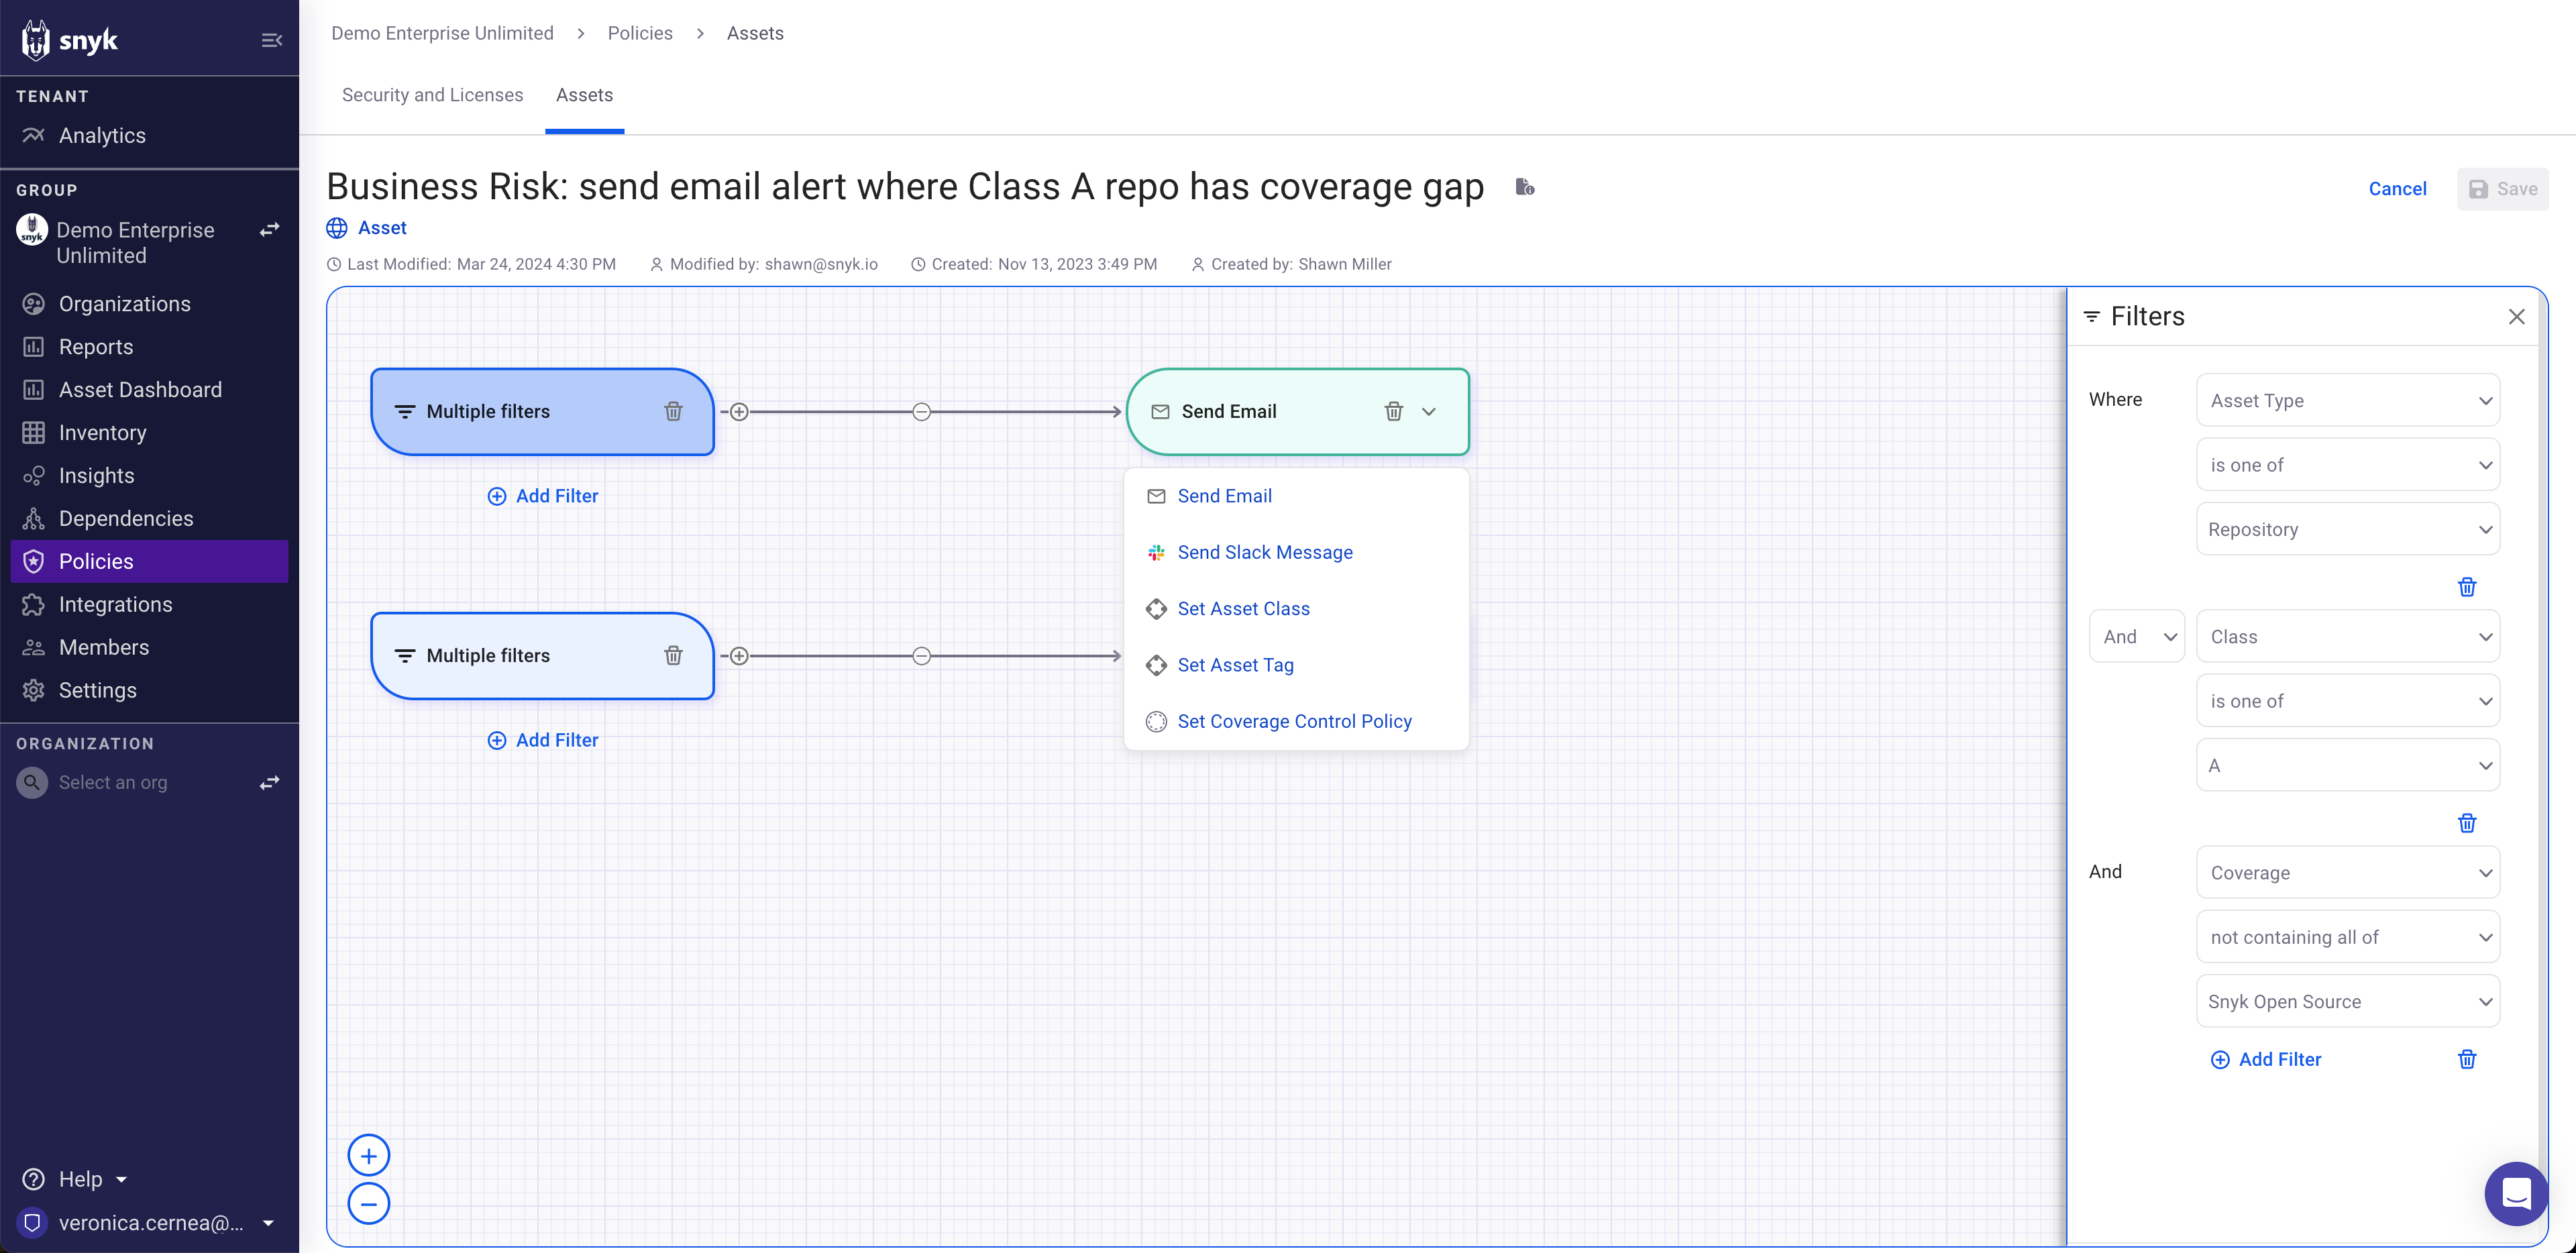 snyk
TENANT
Analytics
GROUP
snyk
Demo Enterprise
Unlimited
Organizations
Reports
Asset Dashboard
Inventory
Insights
Dependencies
Policies
Integrations
Members
Settings
ORGANIZATION
Select an org
Help
veronica.cernea@...
Demo Enterprise Unlimited > Policies > Assets
Security and Licenses Assets
Business Risk: send email alert where Class A repo has coverage gap
Cancel Save
Asset
Last Modified: Mar 24, 2024 4:30 PM Modified by: shawn@snyk.io Created: Nov 13, 2023 3:49 PM Created by: Shawn Miller
Multiple filters
Send Email
Add Filter
Send Email
Send Slack Message
Set Asset Class
Set Asset Tag
Set Coverage Control Policy
Multiple filters
Add Filter
Filters
Where Asset Type
is one of
Repository
And Class
is one of
A
And Coverage
not containing all of
Snyk Open Source
Add Filter